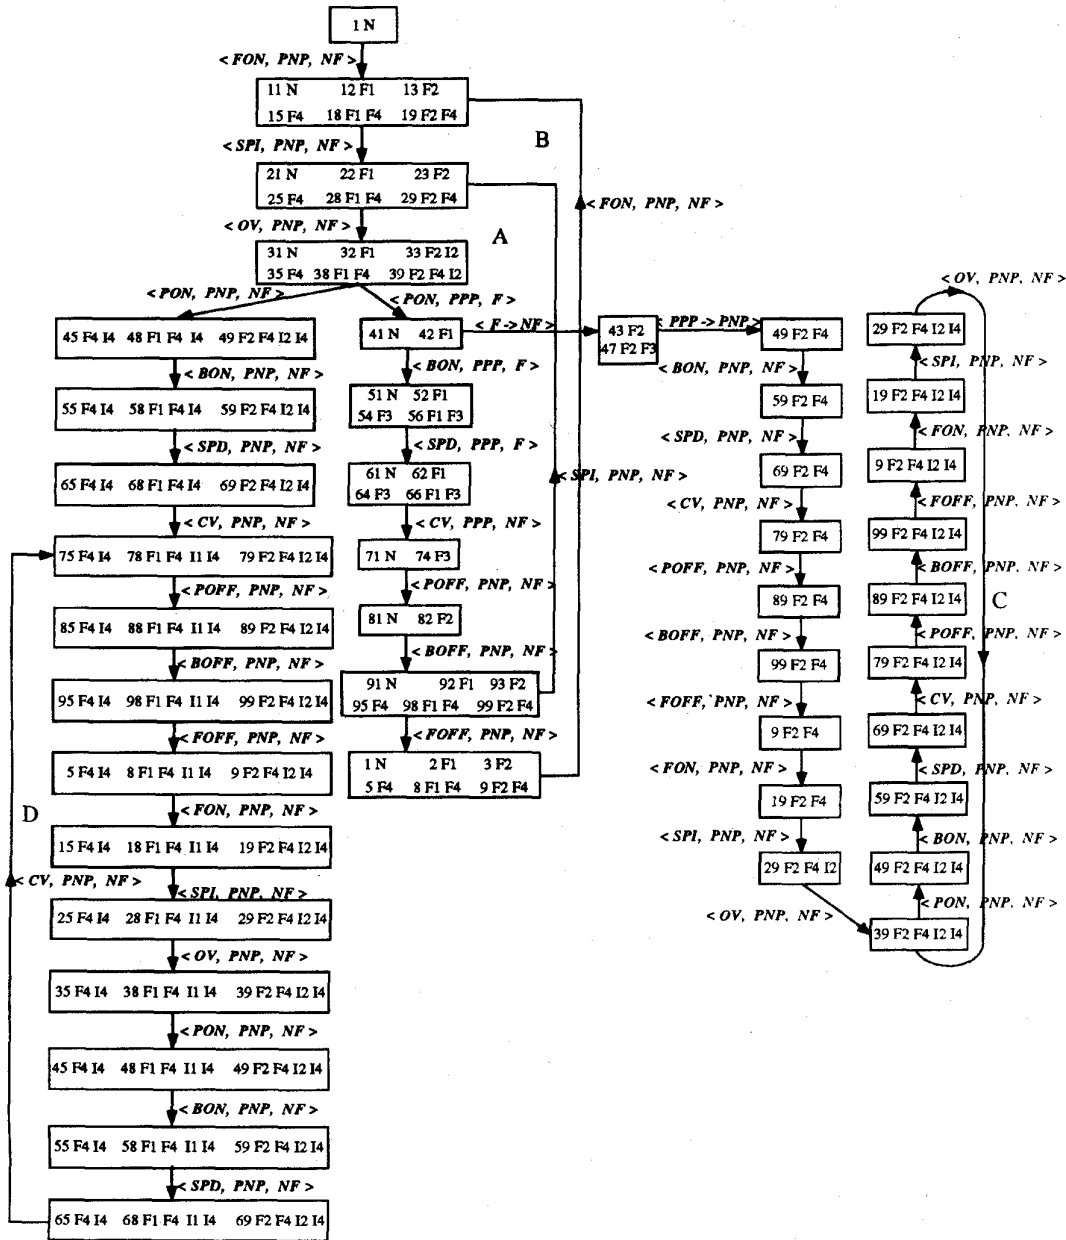 1 N
< FON, PNP, NF >
11 N 12 F1 13 F2
15 F4 18 F1 F4 19 F2 F4
< SPI, PNP, NF >
B
21 N 22 F1 23 F2
25 F4 28 F1 F4 29 F2 F4
< OV, PNP, NF >
A
31 N 32 F1 33 F2 I2
35 F4 38 F1 F4 39 F2 F4 I2
< PON, PNP, NF >
45 F4 I4 48 F1 F4 I4 49 F2 F4 I2 I4
< BON, PNP, NF >
55 F4 I4 58 F1 F4 I4 59 F2 F4 I2 I4
< SPD, PNP, NF >
65 F4 I4 68 F1 F4 I4 69 F2 F4 I2 I4
< CV, PNP, NF >
75 F4 I4 78 F1 F4 I1 I4 79 F2 F4 I2 I4
< POFF, PNP, NF >
85 F4 I4 88 F1 F4 I1 I4 89 F2 F4 I2 I4
< BOFF, PNP, NF >
95 F4 I4 98 F1 F4 I1 I4 99 F2 F4 I2 I4
< FOFF, PNP, NF >
5 F4 I4 8 F1 F4 I1 I4 9 F2 F4 I2 I4
< FON, PNP, NF >
D
15 F4 I4 18 F1 F4 I1 I4 19 F2 F4 I2 I4
< CV, PNP, NF >
< SPI, PNP, NF >
25 F4 I4 28 F1 F4 I1 I4 29 F2 F4 I2 I4
< OV, PNP, NF >
35 F4 I4 38 F1 F4 I1 I4 39 F2 F4 I2 I4
< PON, PNP, NF >
45 F4 I4 48 F1 F4 I1 I4 49 F2 F4 I2 I4
< BON, PNP, NF >
55 F4 I4 58 F1 F4 I1 I4 59 F2 F4 I2 I4
< SPD, PNP, NF >
65 F4 I4 68 F1 F4 I1 I4 69 F2 F4 I2 I4
< PON, PPP, F >
41 N 42 F1
< BON, PPP, F >
51 N 52 F1
54 F3 56 F1 F3
< SPD, PPP, F >
61 N 62 F1
64 F3 66 F1 F3
< CV, PPP, NF >
71 N 74 F3
< POFF, PNP, NF >
81 N 82 F2
< BOFF, PNP, NF >
91 N 92 F1 93 F2
95 F4 98 F1 F4 99 F2 F4
< FOFF, PNP, NF >
1 N 2 F1 3 F2
5 F4 8 F1 F4 9 F2 F4
< SPI, PNP, NF >
< FON, PNP, NF >
< F -> NF >
43 F2
47 F2 F3
< PPP -> PNP >
49 F2 F4
< BON, PNP, NF >
59 F2 F4
< SPD, PNP, NF >
69 F2 F4
< CV, PNP, NF >
79 F2 F4
< POFF, PNP, NF >
89 F2 F4
< BOFF, PNP, NF >
99 F2 F4
< FOFF, PNP, NF >
9 F2 F4
< FON, PNP, NF >
19 F2 F4
< SPI, PNP, NF >
29 F2 F4 I2
< OV, PNP, NF >
< OV, PNP, NF >
29 F2 F4 I2 I4
< SPI, PNP, NF >
19 F2 F4 I2 I4
< FON, PNP, NF >
9 F2 F4 I2 I4
< FOFF, PNP, NF >
99 F2 F4 I2 I4
< BOFF, PNP, NF >
89 F2 F4 I2 I4
C
< POFF, PNP, NF >
79 F2 F4 I2 I4
< CV, PNP, NF >
69 F2 F4 I2 I4
< SPD, PNP, NF >
59 F2 F4 I2 I4
< BON, PNP, NF >
49 F2 F4 I2 I4
< PON, PNP, NF >
39 F2 F4 I2 I4